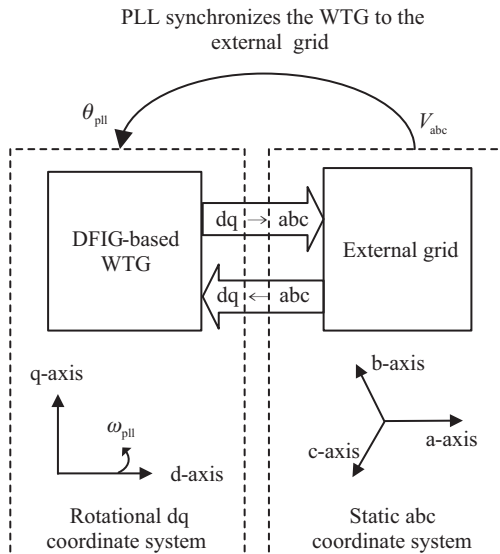 PLL synchronizes the WTG to the
external grid
θpll
Vabc
DFIG-based
WTG
dq → abc
External grid
dq ← abc
q-axis
ωpll
d-axis
b-axis
a-axis
c-axis
Rotational dq
coordinate system
Static abc
coordinate system